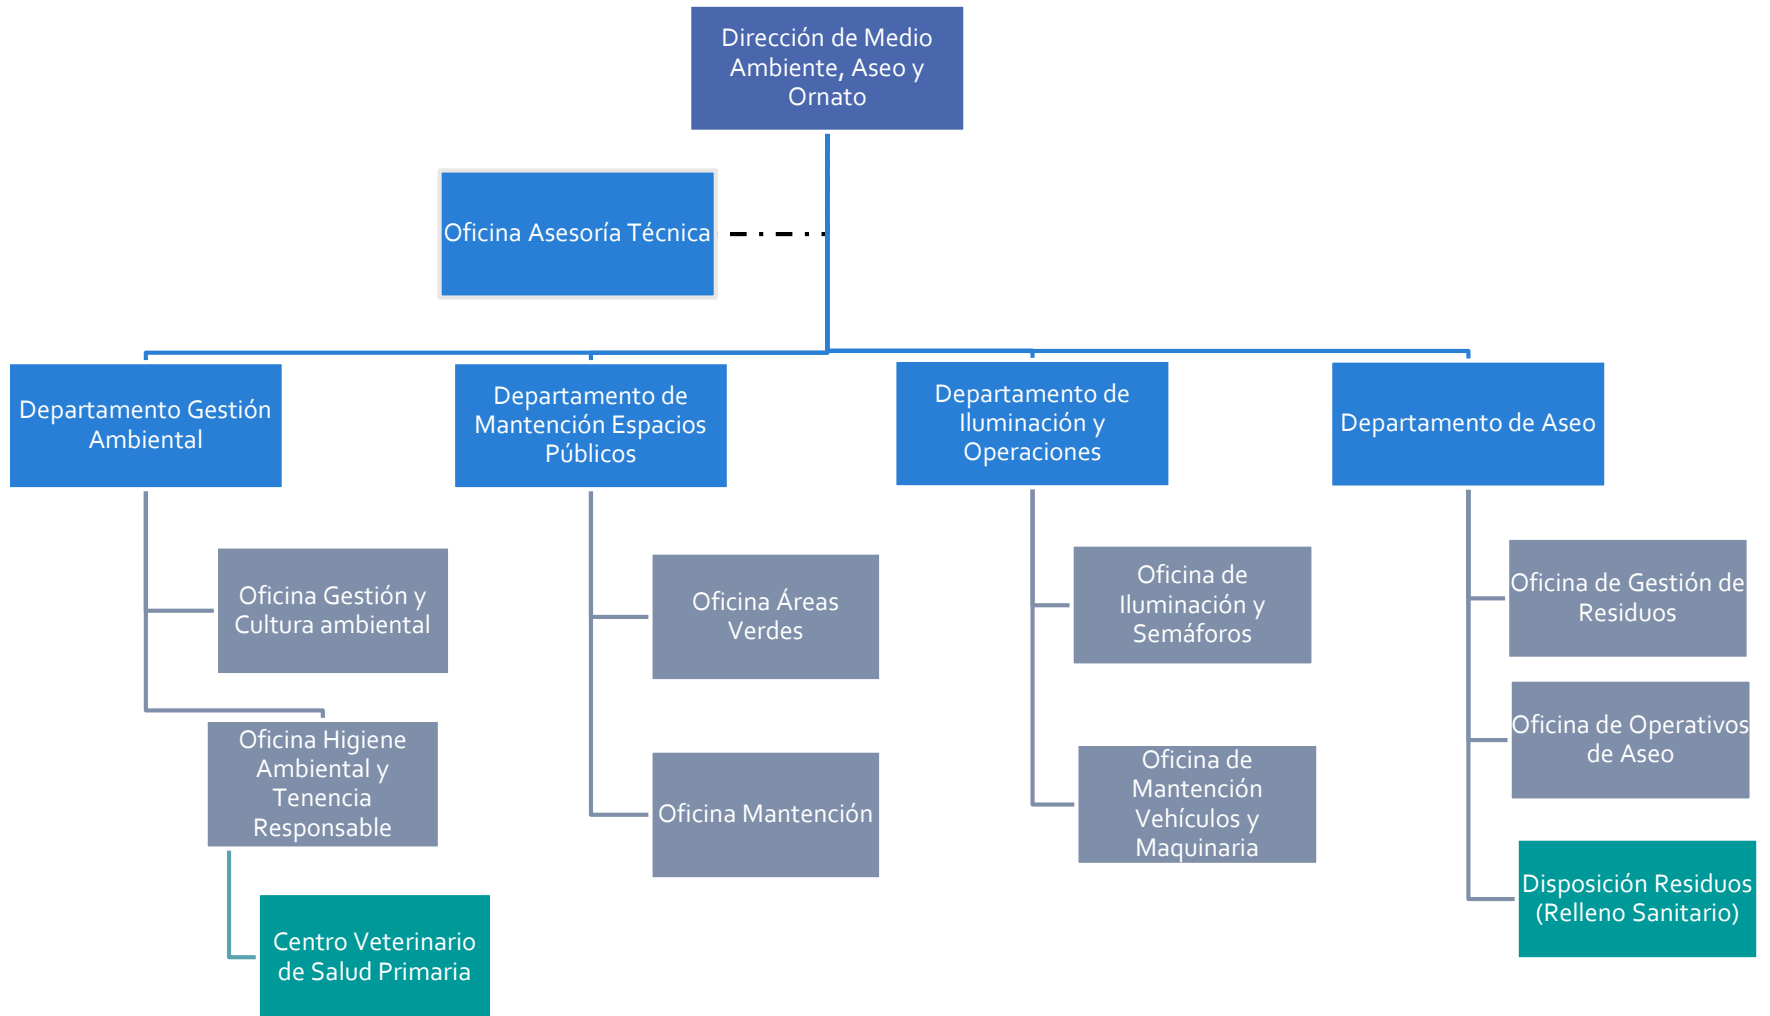 Dirección de Medio
Ambiente, Aseo y
Ornato
Oficina Asesoría Técnica
Departamento Gestión
Ambiental
Departamento de
Mantención Espacios
Públicos
Departamento de
Iluminación y
Operaciones
Departamento de Aseo
Oficina Gestión y
Cultura ambiental
Oficina Áreas
Verdes
Oficina de
Iluminación y
Semáforos
Oficina de Gestión de
Residuos
Oficina Higiene
Ambiental y
Tenencia
Responsable
Oficina Mantención
Oficina de
Mantención
Vehículos y
Maquinaria
Oficina de Operativos
de Aseo
Centro Veterinario
de Salud Primaria
Disposición Residuos
(Relleno Sanitario)